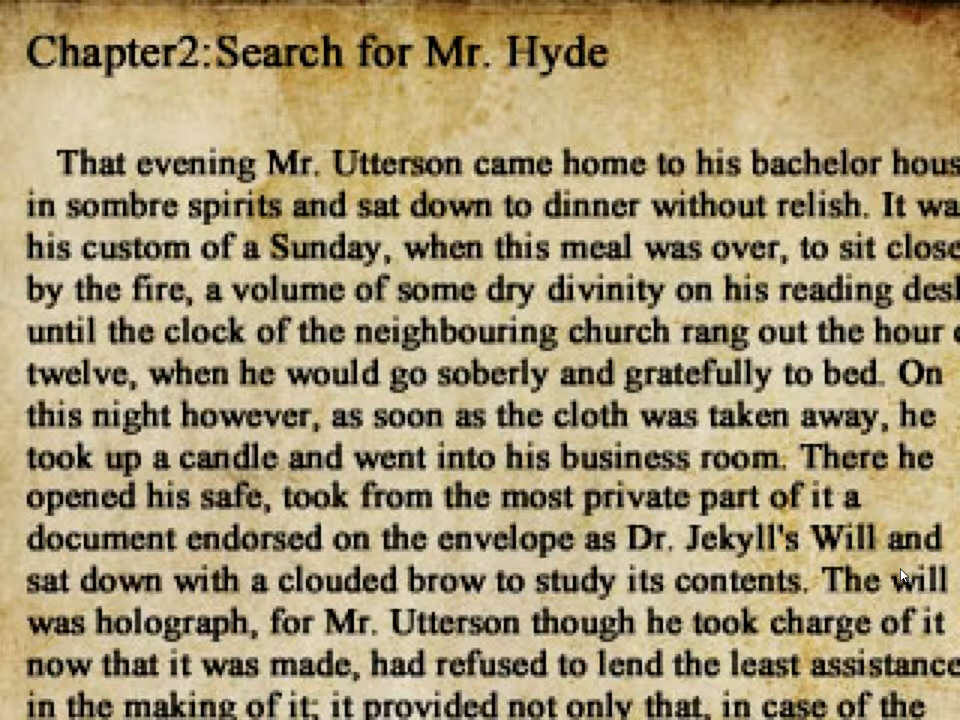 Chapter2:Search for Mr. Hyde
That evening Mr. Utterson came home to his bachelor hous
in sombre spirits and sat down to dinner without relish. It wa
his custom of a Sunday, when this meal was over, to sit close
by the fire, a volume of some dry divinity on his reading desl
until the clock of the neighbouring church rang out the hour
twelve, when he would go soberly and gratefully to bed. On
this night however, as soon as the cloth was taken away, he
took up a candle and went into his business room. There he
opened his safe, took from the most private part of it a
document endorsed on the envelope as Dr. Jekyll's Will and
sat down with a clouded brow to study its contents. The will
was holograph, for Mr. Utterson though he took charge of it
now that it was made, had refused to lend the least assistance
in the making of it; it provided not only that, in case of the